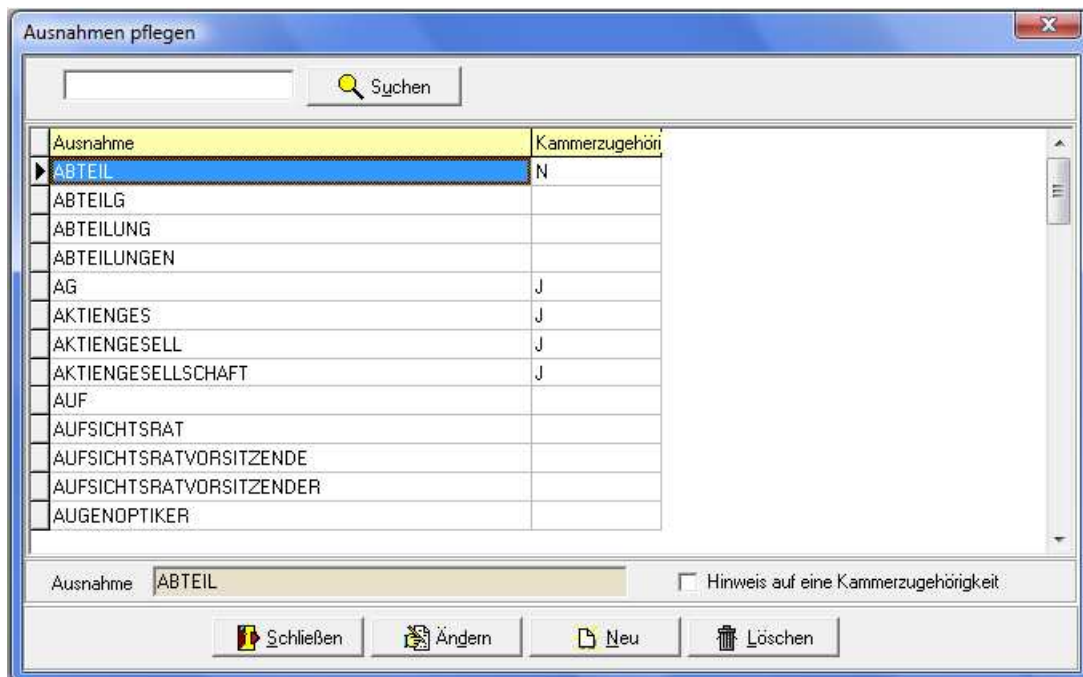 Ausnahmen pflegen
Suchen
Ausnahme Kammerzugehöri
ABTEIL N
ABTEILG
ABTEILUNG
ABTEILUNGEN
AG J
AKTIENGES J
AKTIENGESELL J
AKTIENGESELLSCHAFT J
AUF
AUFSICHTSRAT
AUFSICHTSRATVORSITZENDE
AUFSICHTSRATVORSITZENDER
AUGENOPTIKER
Ausnahme ABTEIL Hinweis auf eine Kammerzugehörigkeit
Schließen Ändern Neu Löschen